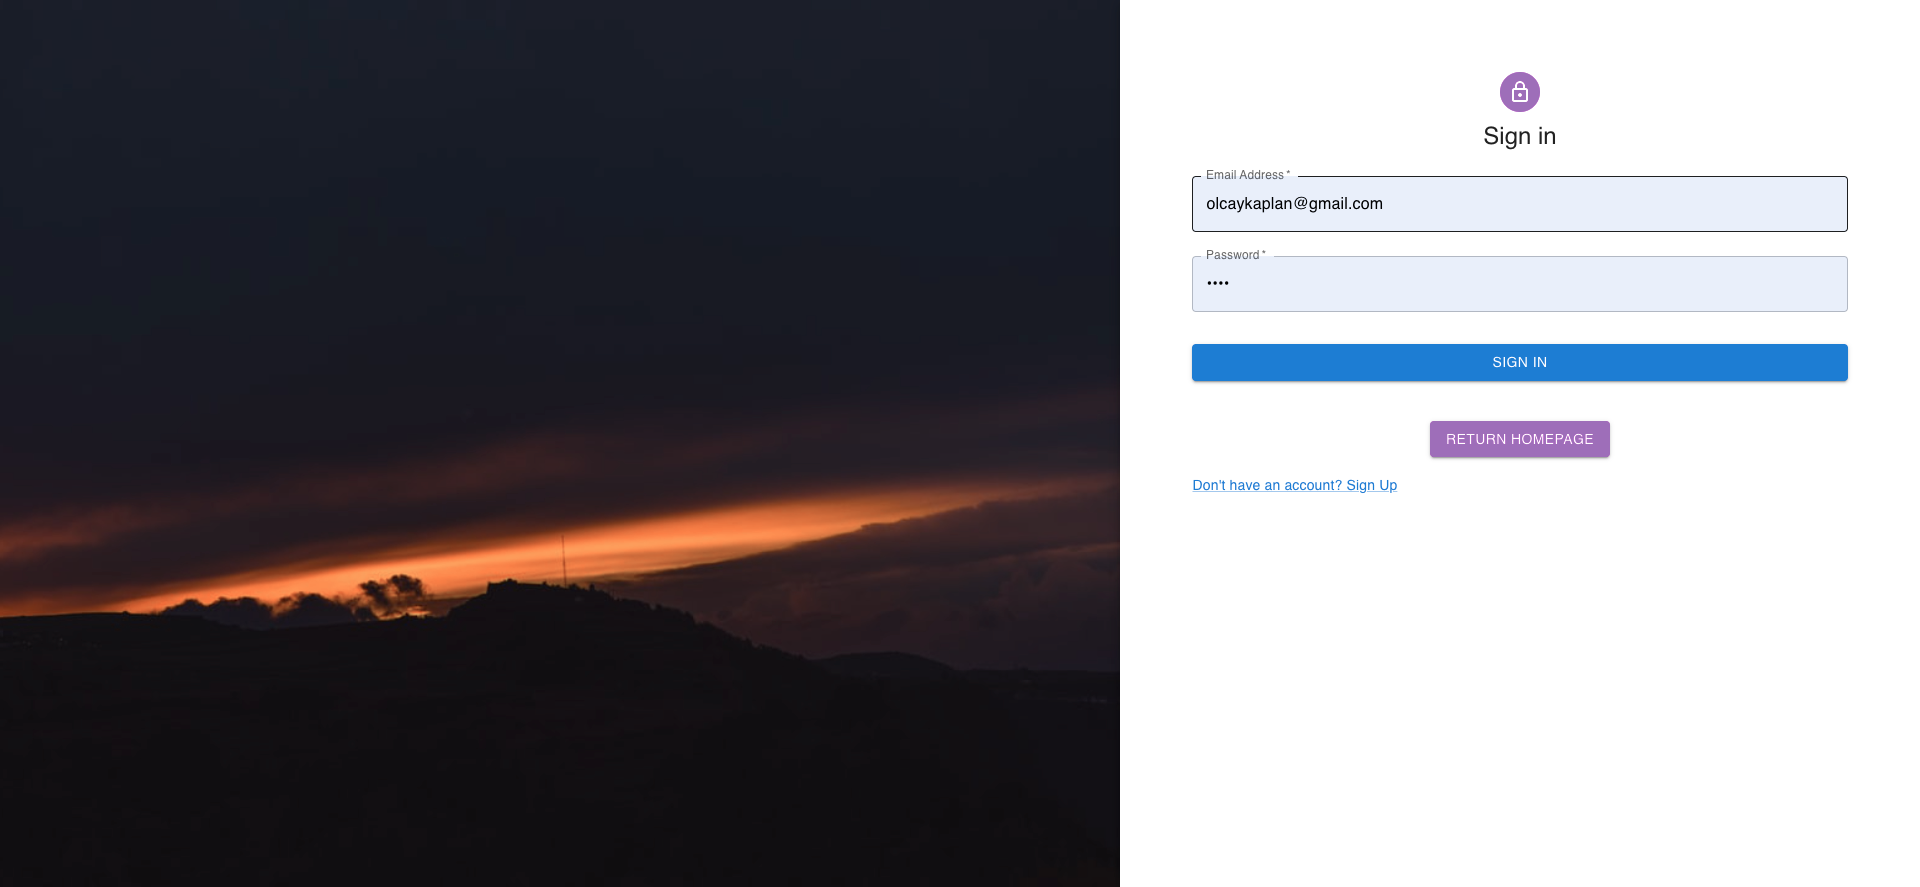 Sign in
Email Address *
olcaykaplan@gmail.com
Password *
••••
SIGN IN
RETURN HOMEPAGE
Don't have an account? Sign Up